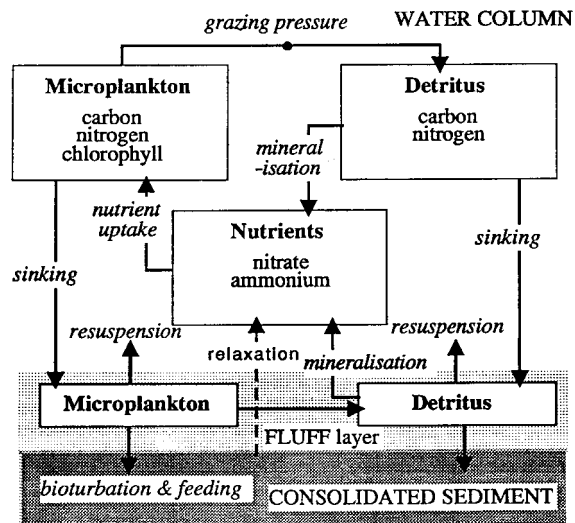 grazing pressure
WATER COLUMN
Microplankton
carbon
nitrogen
chlorophyll
Detritus
carbon
nitrogen
mineral
-isation
nutrient
uptake
Nutrients
nitrate
ammonium
sinking
sinking
resuspension
relaxation
mineralisation
resuspension
Microplankton
Detritus
FLUFF layer
bioturbation & feeding
CONSOLIDATED SEDIMENT